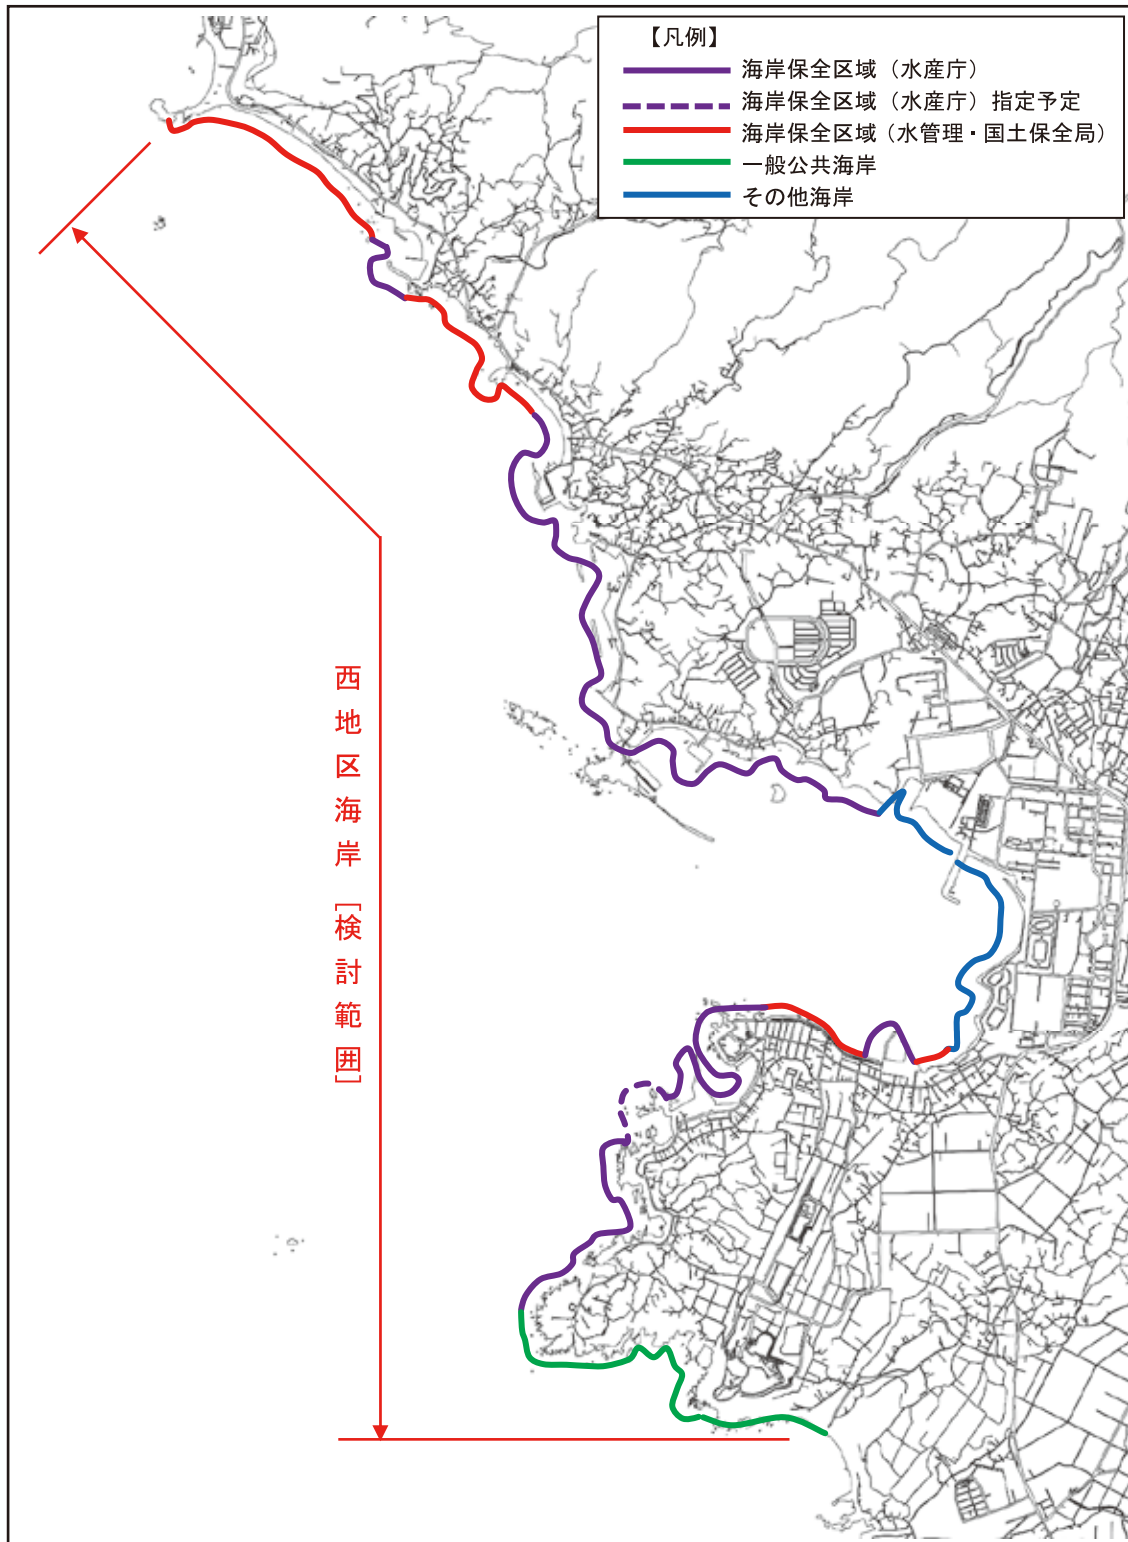 【凡例】
海岸保全区域（水産庁）
海岸保全区域（水産庁）指定予定
海岸保全区域（水管理・国土保全局）
一般公共海岸
その他海岸
西地区海岸［検討範囲］